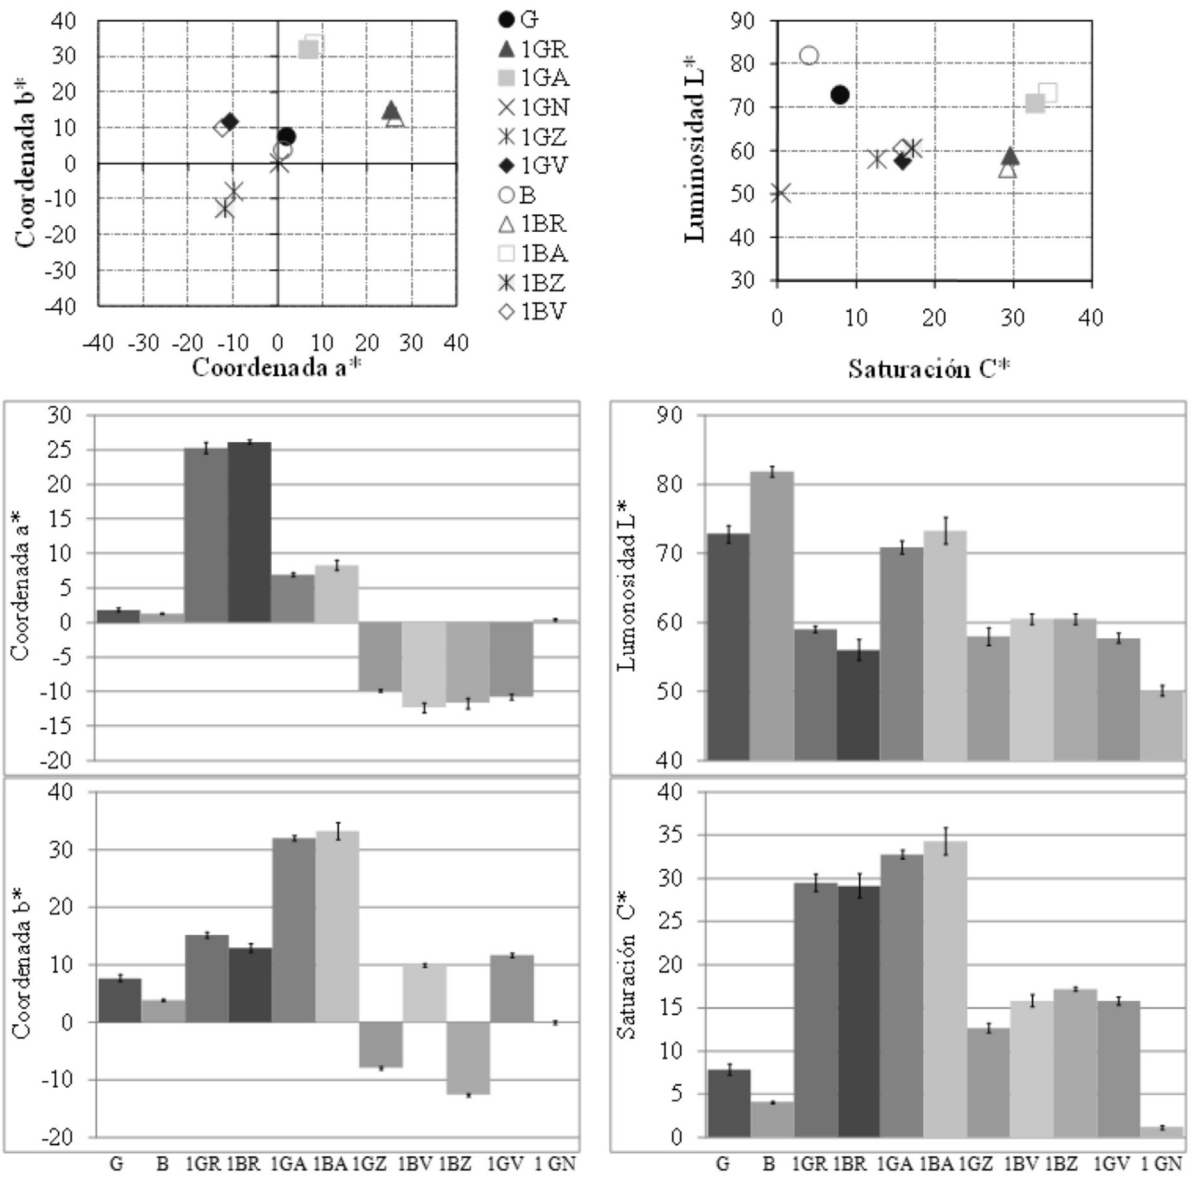 40
30
20
10
0
-10
-20
-30
-40
-40 -30 -20 -10 0 10 20 30 40
Coordenada b*
Coordenada a*
G
1GR
1GA
1GN
1GZ
1GV
B
1BR
1BA
1BZ
1BV
90
80
70
60
50
40
30
0 10 20 30 40
Luminosidad L*
Saturación C*
30
25
20
15
10
5
0
-5
-10
-15
-20
Coordenada a*
90
80
70
60
50
40
Lumonosidad L*
40
30
20
10
0
-10
-20
Coordenada b*
G B 1GR 1BR 1GA 1BA 1GZ 1BV 1BZ 1GV 1 GN
40
35
30
25
20
15
10
5
0
Saturación C*
G B 1GR 1BR 1GA 1BA 1GZ 1BV 1BZ 1GV 1 GN